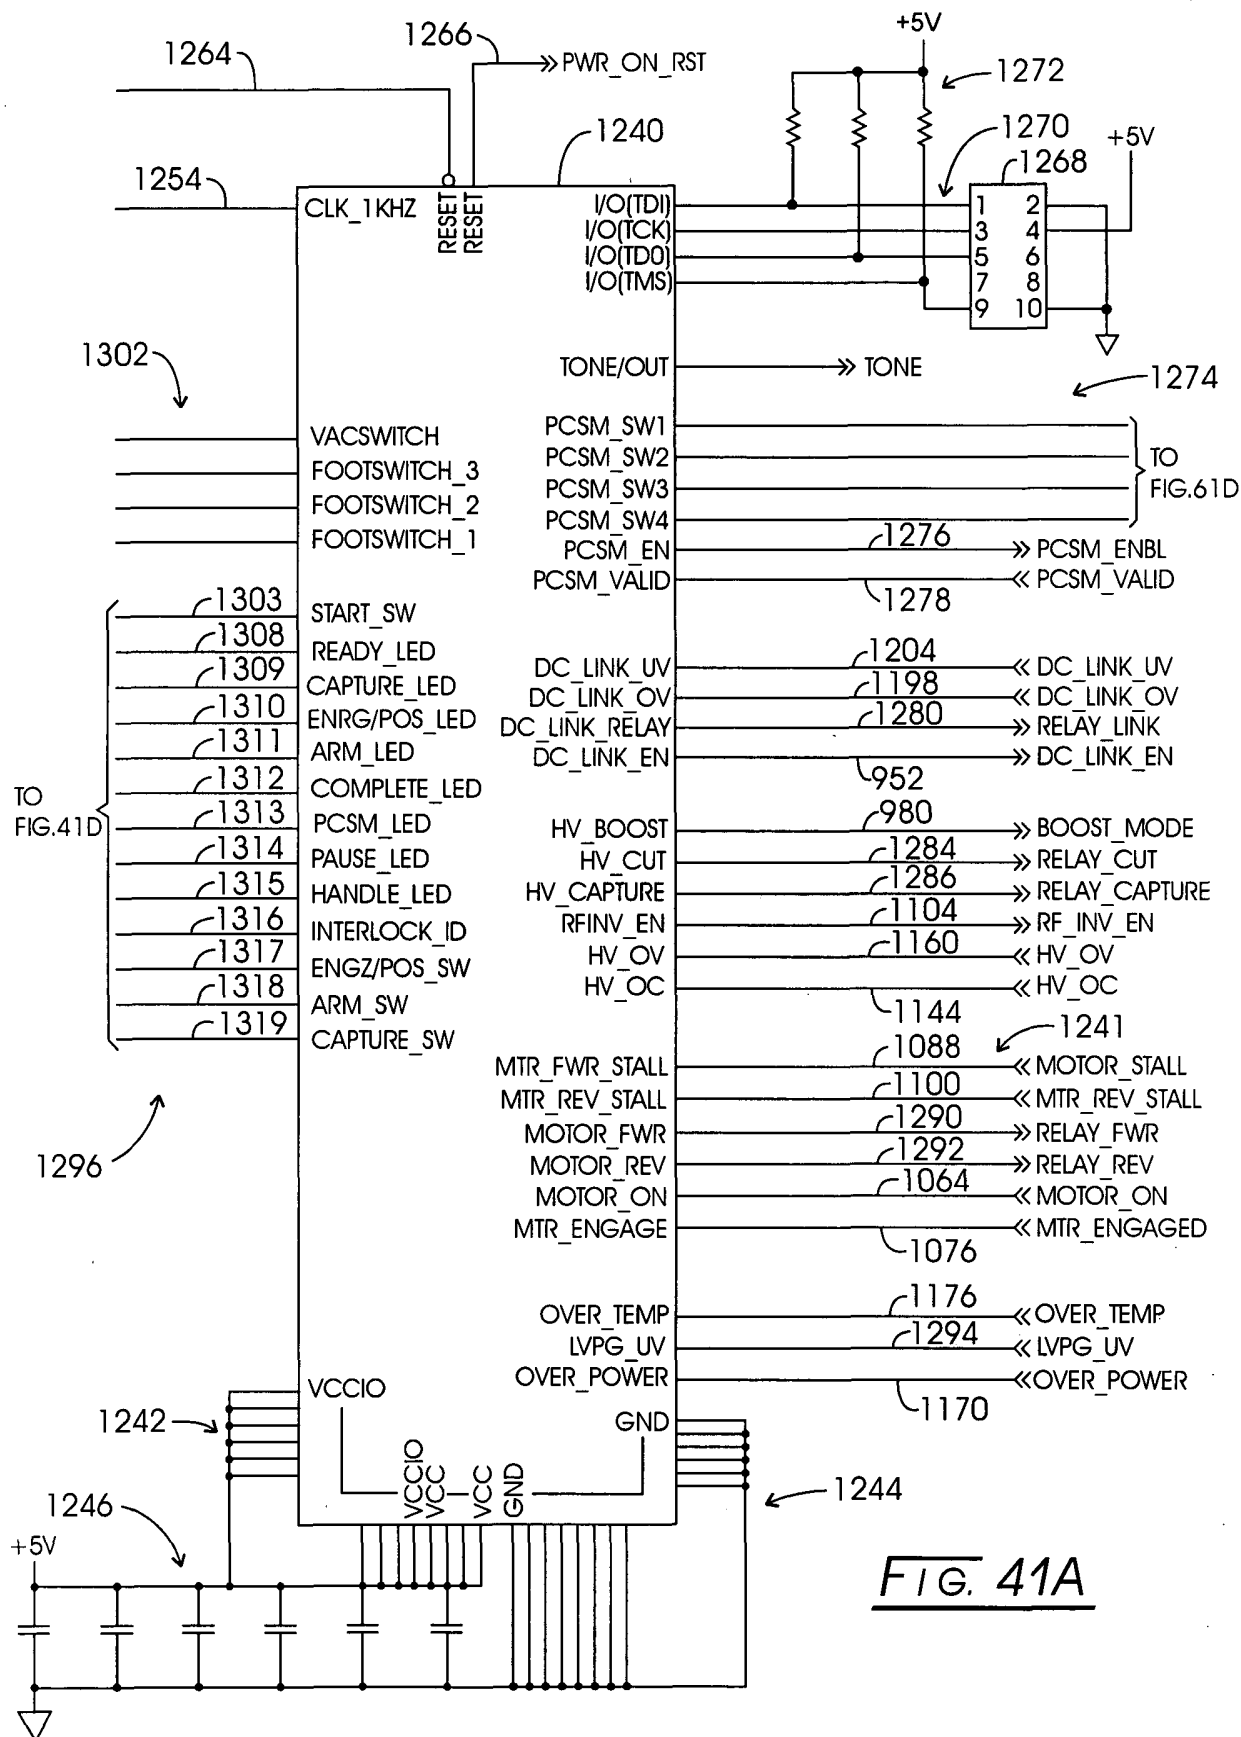 +5V
1266
1264
PWR_ON_RST
1272
1240
1270
+5V
1268
1254
CLK_1KHZ
RESET
RESET
I/O(TDI)
1 2
I/O(TCK)
3 4
I/O(TD0)
5 6
I/O(TMS)
7 8
9 10
1302
TONE/OUT
TONE
1274
VACSWITCH
PCSM_SW1
FOOTSWITCH_3
PCSM_SW2
TO
FOOTSWITCH_2
PCSM_SW3
FIG.61D
FOOTSWITCH_1
PCSM_SW4
PCSM_EN
1276
PCSM_ENBL
PCSM_VALID
1278
PCSM_VALID
1303
START_SW
1308
READY_LED
1309
CAPTURE_LED
1310
ENRG/POS_LED
1311
ARM_LED
1312
COMPLETE_LED
TO
FIG.41D
1313
PCSM_LED
1314
PAUSE_LED
1315
HANDLE_LED
1316
INTERLOCK_ID
1317
ENGZ/POS_SW
1318
ARM_SW
1319
CAPTURE_SW
1296
DC_LINK_UV
1204
DC_LINK_UV
DC_LINK_OV
1198
DC_LINK_OV
DC_LINK_RELAY
1280
RELAY_LINK
DC_LINK_EN
952
DC_LINK_EN
HV_BOOST
980
BOOST_MODE
HV_CUT
1284
RELAY_CUT
HV_CAPTURE
1286
RELAY_CAPTURE
RFINV_EN
1104
RF_INV_EN
HV_OV
1160
HV_OV
HV_OC
1144
HV_OC
1241
MTR_FWR_STALL
1088
MOTOR_STALL
MTR_REV_STALL
1100
MTR_REV_STALL
MOTOR_FWR
1290
RELAY_FWR
MOTOR_REV
1292
RELAY_REV
MOTOR_ON
1064
MOTOR_ON
MTR_ENGAGE
1076
MTR_ENGAGED
OVER_TEMP
1176
OVER_TEMP
LVPG_UV
1294
LVPG_UV
OVER_POWER
1170
OVER_POWER
VCCIO
1242
GND
VCCIO
VCC
VCC
GND
1244
1246
+5V
FIG. 41A